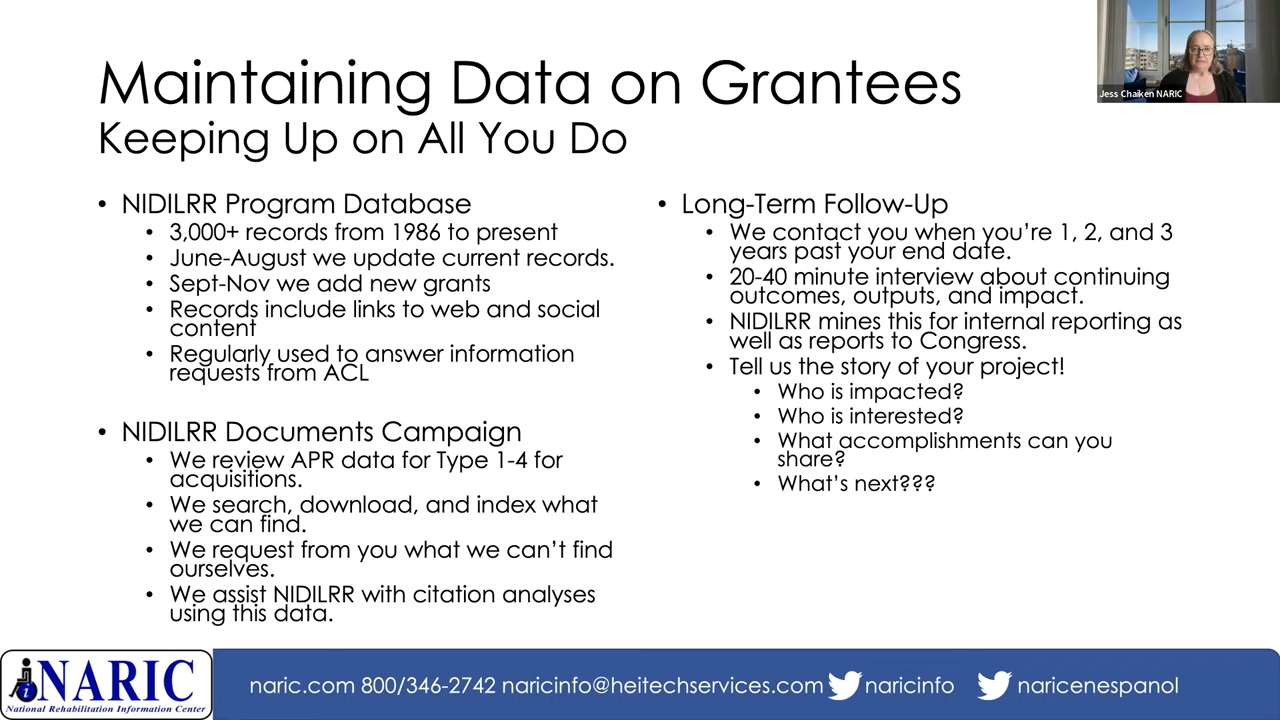 Maintaining Data on Grantees
Keeping Up on All You Do
Jess Chaiken NARIC
• NIDILRR Program Database
• 3,000+ records from 1986 to present
• June-August we update current records.
• Sept-Nov we add new grants
• Records include links to web and social
content
• Regularly used to answer information
requests from ACL
• NIDILRR Documents Campaign
• We review APR data for Type 1-4 for
acquisitions.
• We search, download, and index what
we can find.
• We request from you what we can't find
ourselves.
• We assist NIDILRR with citation analyses
using this data.
• Long-Term Follow-Up
• We contact you when you're 1, 2, and 3
years past your end date.
• 20-40 minute interview about continuing
outcomes, outputs, and impact.
• NIDILRR mines this for internal reporting as
well as reports to Congress.
• Tell us the story of your project!
• Who is impacted?
• Who is interested?
• What accomplishments can you
share?
• What's next???
NARIC
National Rehabilitation Information Center
naric.com 800/346-2742 naricinfo@heitechservices.com naricinfo naricenespanol